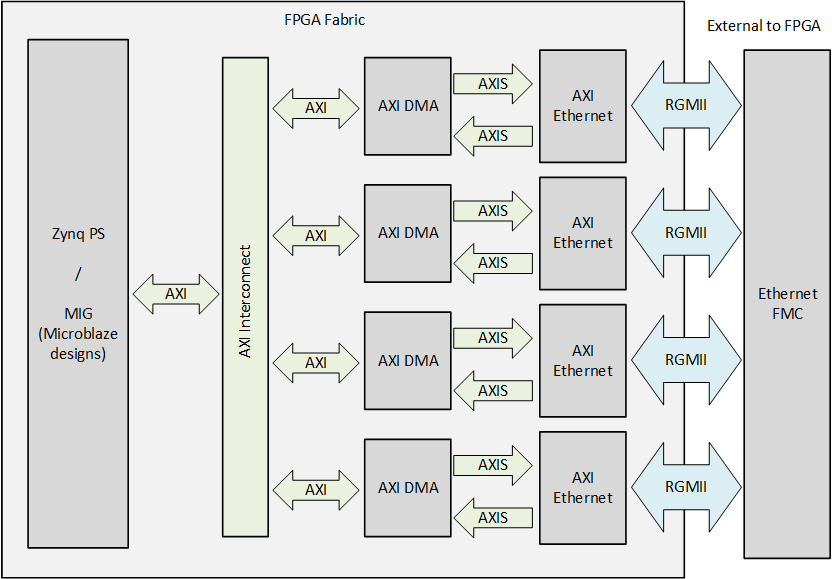 FPGA Fabric
External to FPGA
Zynq PS
/
MIG
(Microblaze
designs)
AXI
AXI Interconnect
AXI
AXI DMA
AXIS
AXIS
AXI
Ethernet
RGMII
AXI
AXI DMA
AXIS
AXIS
AXI
Ethernet
RGMII
AXI
AXI DMA
AXIS
AXIS
AXI
Ethernet
RGMII
AXI
AXI DMA
AXIS
AXIS
AXI
Ethernet
RGMII
Ethernet
FMC